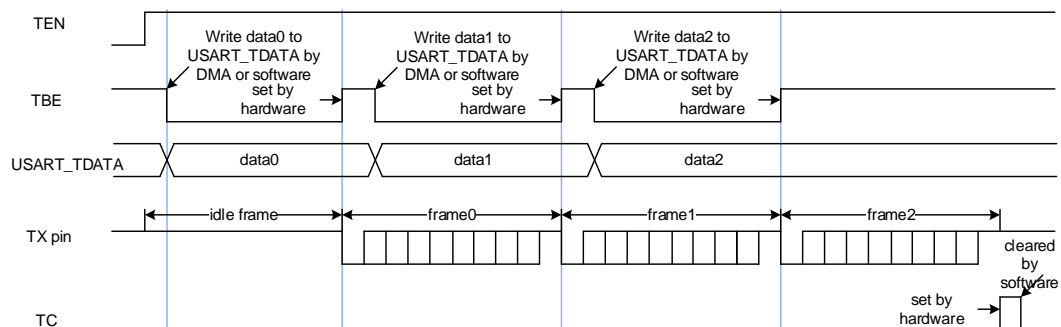 TEN
Write data0 to
USART_TDATA by
DMA or software
Write data1 to
USART_TDATA by
DMA or software
Write data2 to
USART_TDATA by
DMA or software
TBE
set by
hardware
set by
hardware
set by
hardware
USART_TDATA
data0
data1
data2
idle frame
frame0
frame1
frame2
TX pin
cleared
by
software
set by
hardware
TC